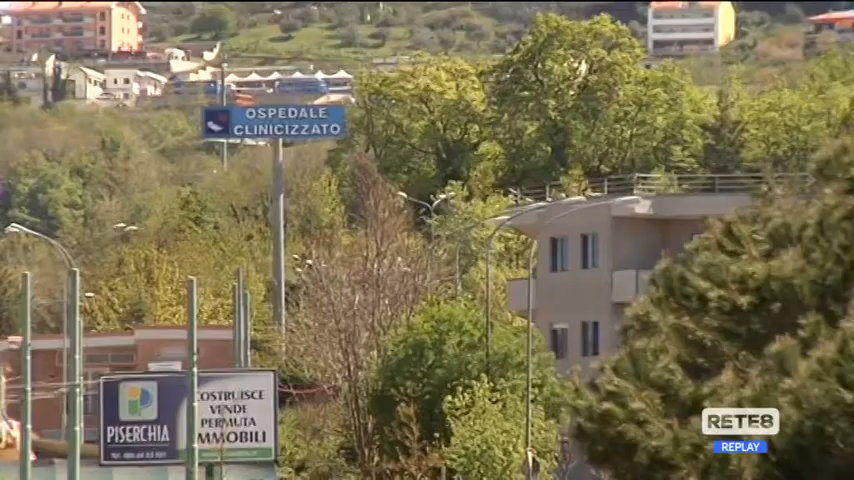 OSPEDALE
CLINICIZZATO
PISERCHIA
COSTRUISCE
VENDE
PERMUTA
IMMOBILI
RETE8
REPLAY